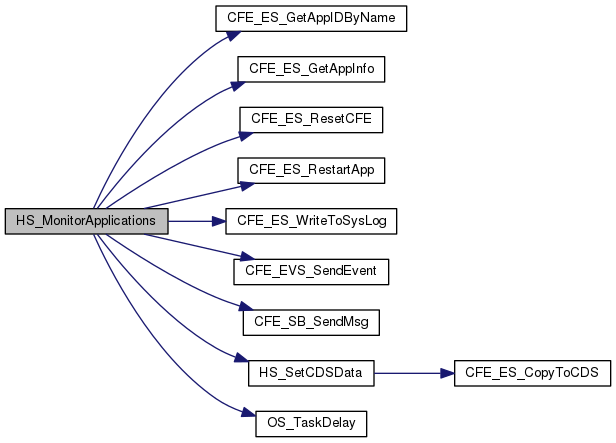 CFE_ES_GetAppIDByName
CFE_ES_GetAppInfo
CFE_ES_ResetCFE
CFE_ES_RestartApp
HS_MonitorApplications
CFE_ES_WriteToSysLog
CFE_EVS_SendEvent
CFE_SB_SendMsg
HS_SetCDSData
CFE_ES_CopyToCDS
OS_TaskDelay